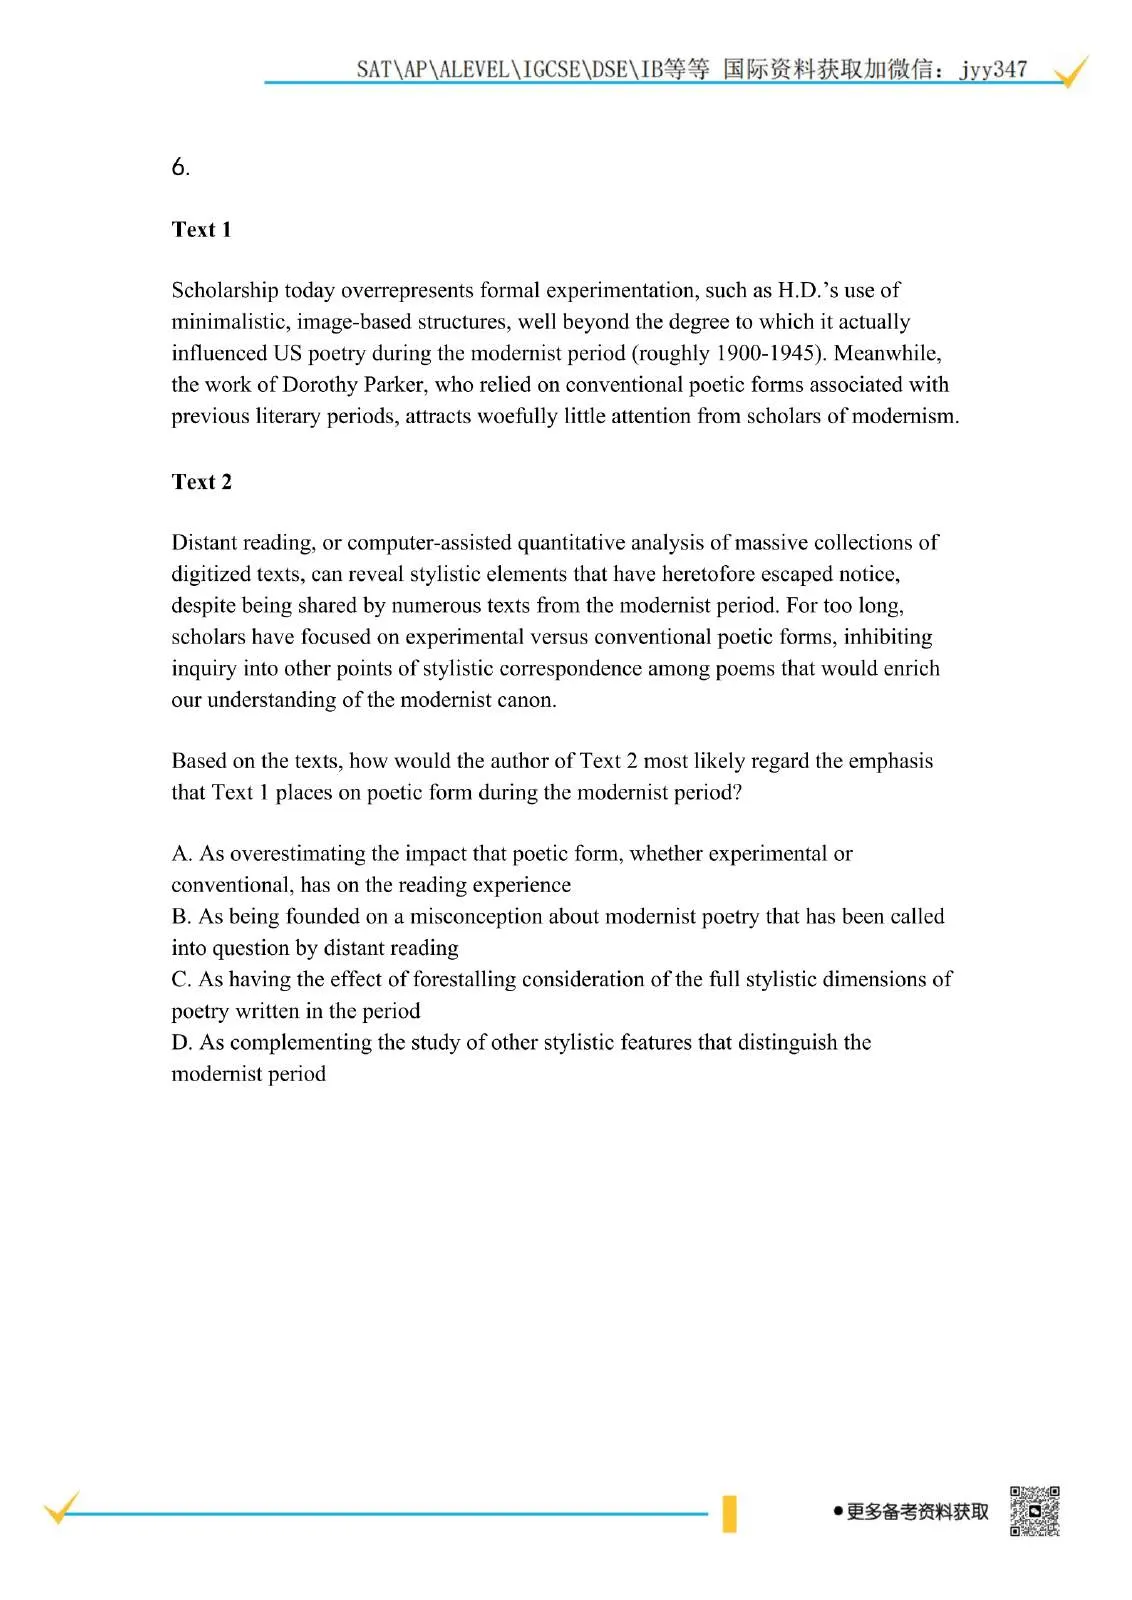 SAT\AP\ALEVEL\IGCSE\DSE\IB等等 国际资料获取加微信：jyy347
6.
Text 1
Scholarship today overrepresents formal experimentation, such as H.D.’s use of
minimalistic, image-based structures, well beyond the degree to which it actually
influenced US poetry during the modernist period (roughly 1900-1945). Meanwhile,
the work of Dorothy Parker, who relied on conventional poetic forms associated with
previous literary periods, attracts woefully little attention from scholars of modernism.
Text 2
Distant reading, or computer-assisted quantitative analysis of massive collections of
digitized texts, can reveal stylistic elements that have heretofore escaped notice,
despite being shared by numerous texts from the modernist period. For too long,
scholars have focused on experimental versus conventional poetic forms, inhibiting
inquiry into other points of stylistic correspondence among poems that would enrich
our understanding of the modernist canon.
Based on the texts, how would the author of Text 2 most likely regard the emphasis
that Text 1 places on poetic form during the modernist period?
A. As overestimating the impact that poetic form, whether experimental or
conventional, has on the reading experience
B. As being founded on a misconception about modernist poetry that has been called
into question by distant reading
C. As having the effect of forestalling consideration of the full stylistic dimensions of
poetry written in the period
D. As complementing the study of other stylistic features that distinguish the
modernist period
●更多备考资料获取